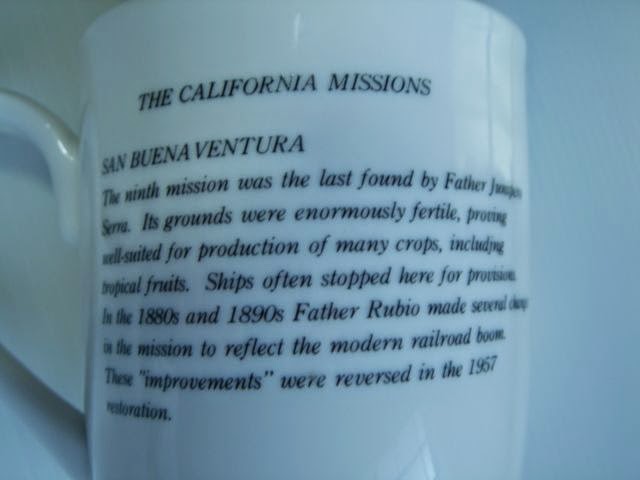 THE CALIFORNIA MISSIONS
SAN BUENAVENTURA
The ninth mission was the last found by Father Junipero
Serra. Its grounds were enormously fertile, proving
well-suited for production of many crops, including
tropical fruits. Ships often stopped here for provisions.
In the 1880s and 1890s Father Rubio made several
in the mission to reflect the modern railroad boom.
These "improvements" were reversed in the 1957
restoration.